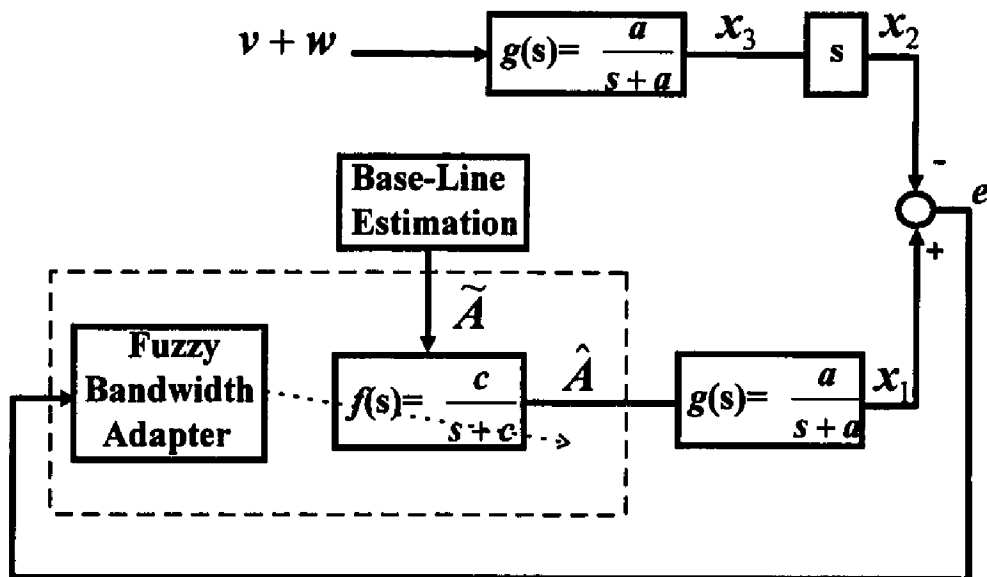 v + w
g(s)= a / s + a
x₃
s
x₂
-
e
+
Base-Line
Estimation
Ã
Fuzzy
Bandwidth
Adapter
f(s)= c / s + c
Â
g(s)= a / s + a
x₁